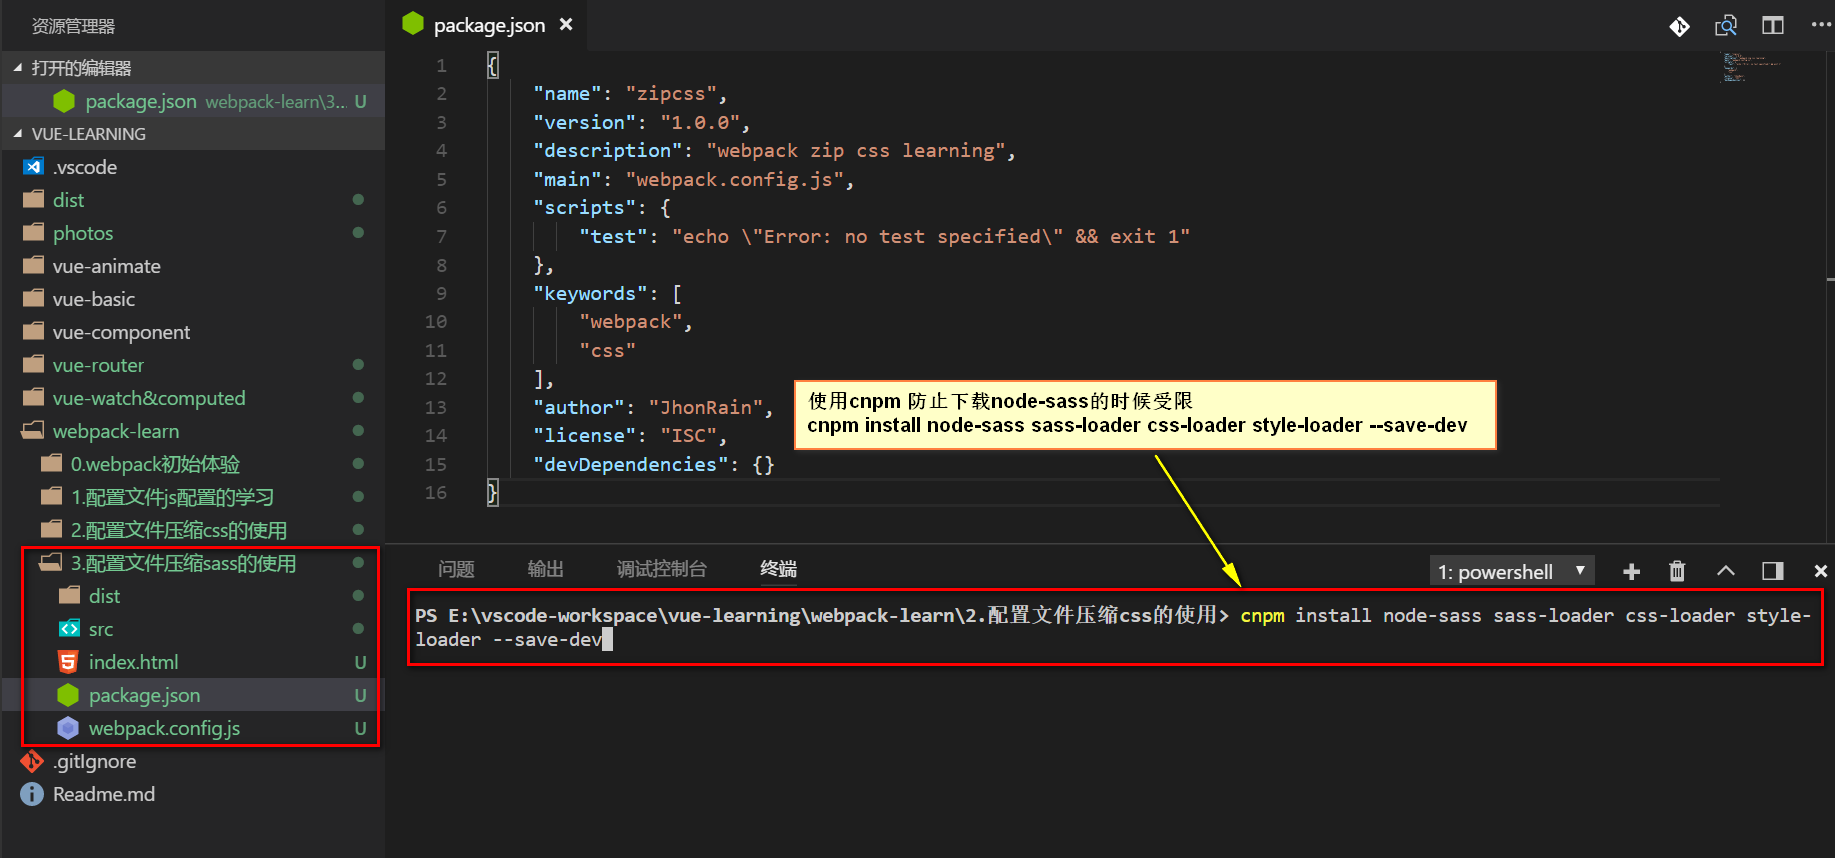 资源管理器
打开的编辑器
package.json webpack-learn\3... U
VUE-LEARNING
.vscode
dist
photos
vue-animate
vue-basic
vue-component
vue-router
vue-watch&computed
webpack-learn
0.webpack初始体验
1.配置文件js配置的学习
2.配置文件压缩css的使用
3.配置文件压缩sass的使用
dist
src
index.html U
package.json U
webpack.config.js U
.gitIgnore
Readme.md
package.json ×
1 {
2 "name": "zipcss",
3 "version": "1.0.0",
4 "description": "webpack zip css learning",
5 "main": "webpack.config.js",
6 "scripts": {
7 "test": "echo \"Error: no test specified\" && exit 1"
8 },
9 "keywords": [
10 "webpack",
11 "css"
12 ],
13 "author": "JhonRain",
14 "license": "ISC",
15 "devDependencies": {}
16 }
使用cnpm 防止下载node-sass的时候受限
cnpm install node-sass sass-loader css-loader style-loader --save-dev
问题 输出 调试控制台 终端 1: powershell
PS E:\vscode-workspace\vue-learning\webpack-learn\2.配置文件压缩css的使用> cnpm install node-sass sass-loader css-loader style-
loader --save-dev